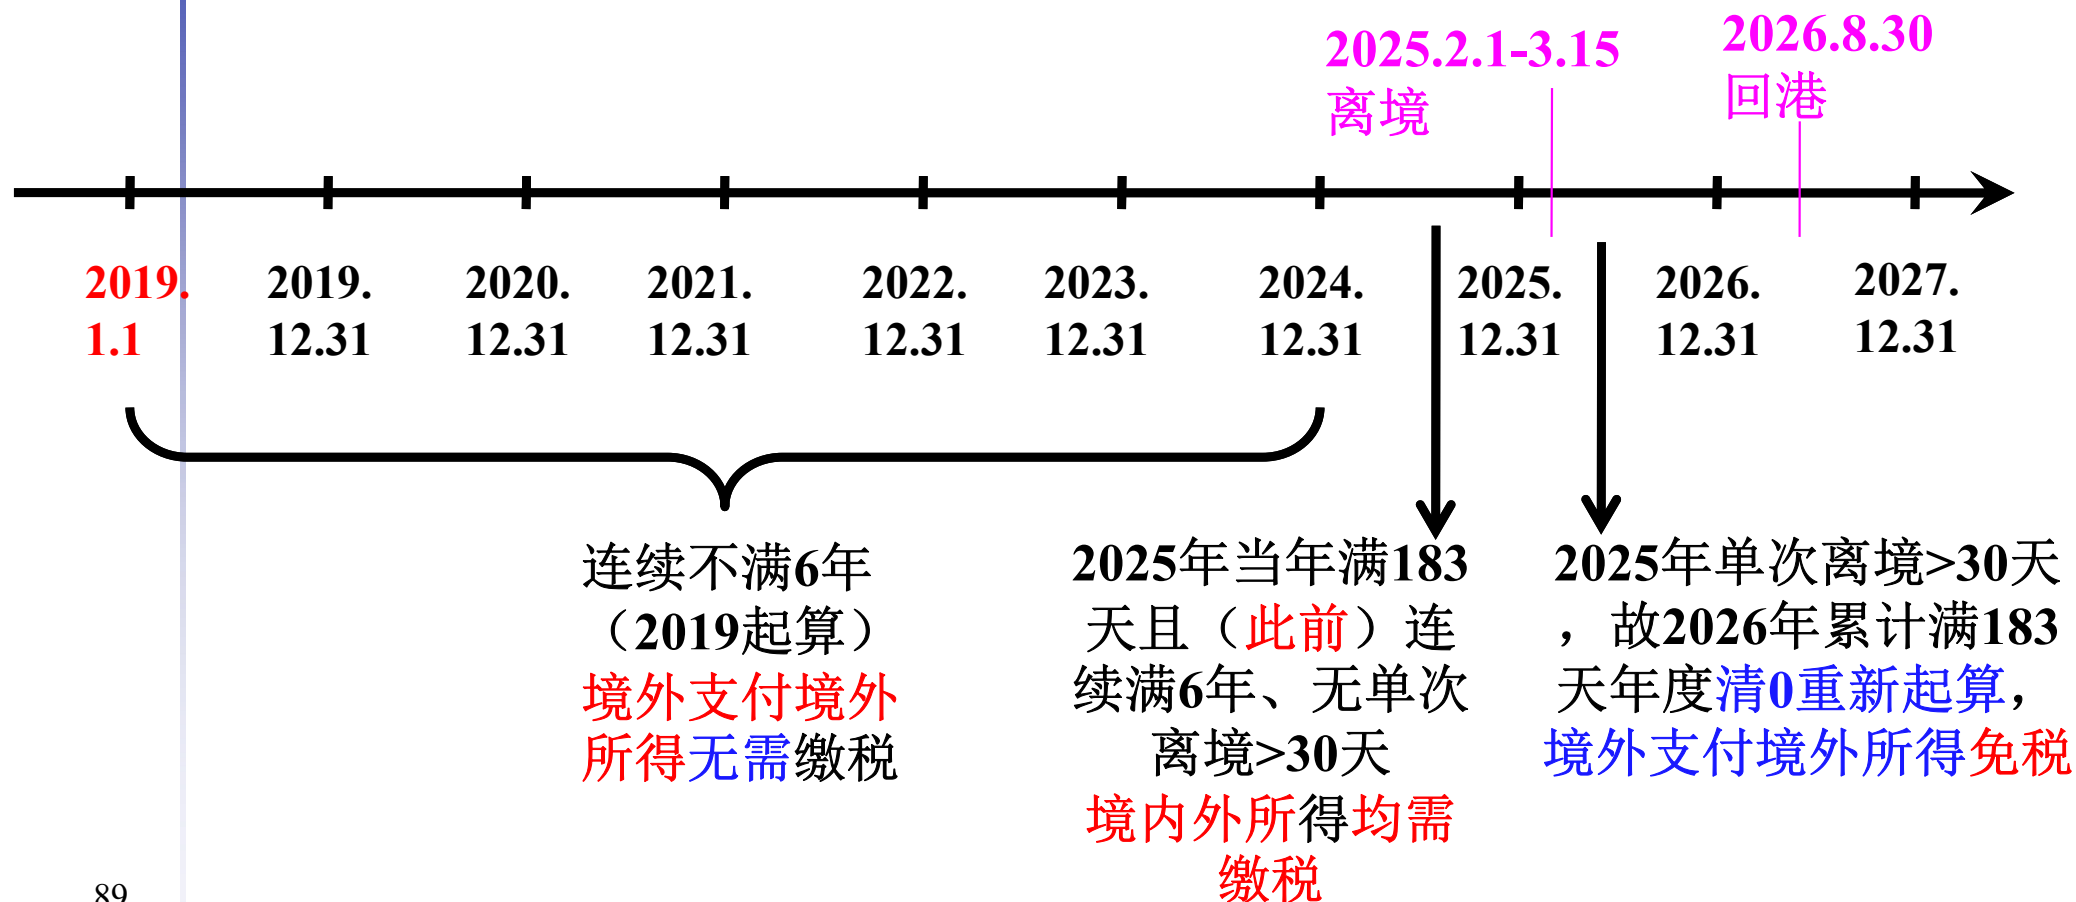 2025.2.1-3.15
离境
2026.8.30
回港
2019.
1.1
2019.
12.31
2020.
12.31
2021.
12.31
2022.
12.31
2023.
12.31
2024.
12.31
2025.
12.31
2026.
12.31
2027.
12.31
连续不满6年
（2019起算）
境外支付境外
所得无需缴税
2025年当年满183
天且（此前）连
续满6年、无单次
离境>30天
境内外所得均需
缴税
2025年单次离境>30天
，故2026年累计满183
天年度清0重新起算，
境外支付境外所得免税
89